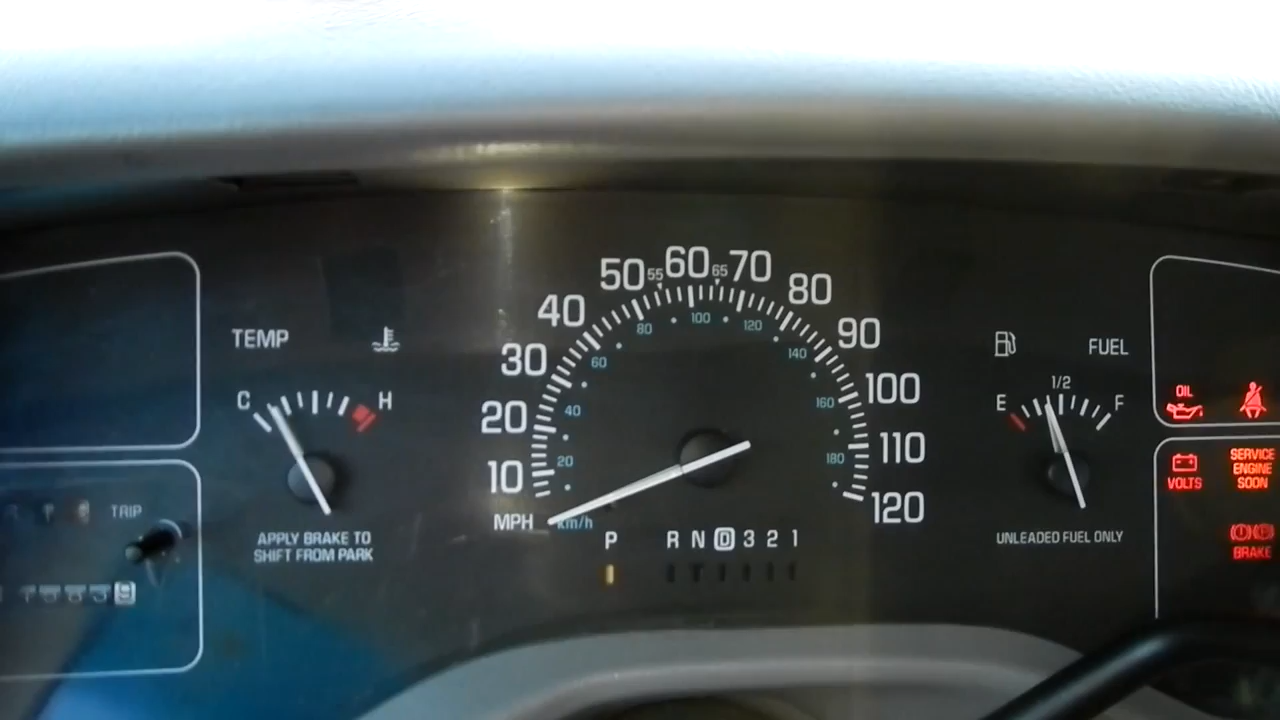 TEMP
C
H
APPLY BRAKE TO
SHIFT FROM PARK
TRIP
9
MPH
km/h
10
20
30
40
50
55
60
65
70
80
90
100
110
120
20
40
60
80
100
120
140
160
180
P R N D 3 2 1
FUEL
1/2
E
F
UNLEADED FUEL ONLY
OIL
VOLTS
SERVICE
ENGINE
SOON
BRAKE